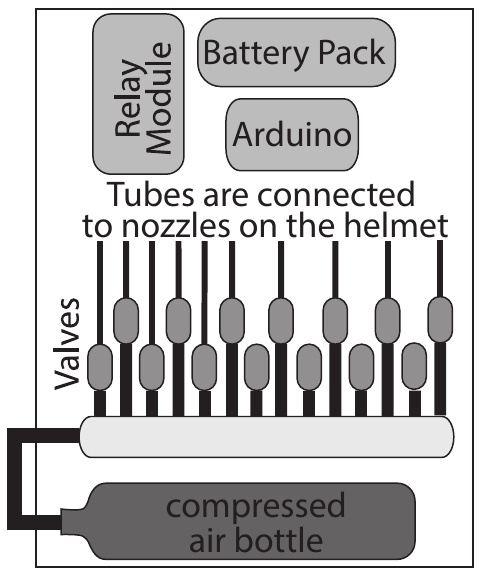 Relay
Module
Battery Pack
Arduino
Tubes are connected
to nozzles on the helmet
Valves
compressed
air bottle